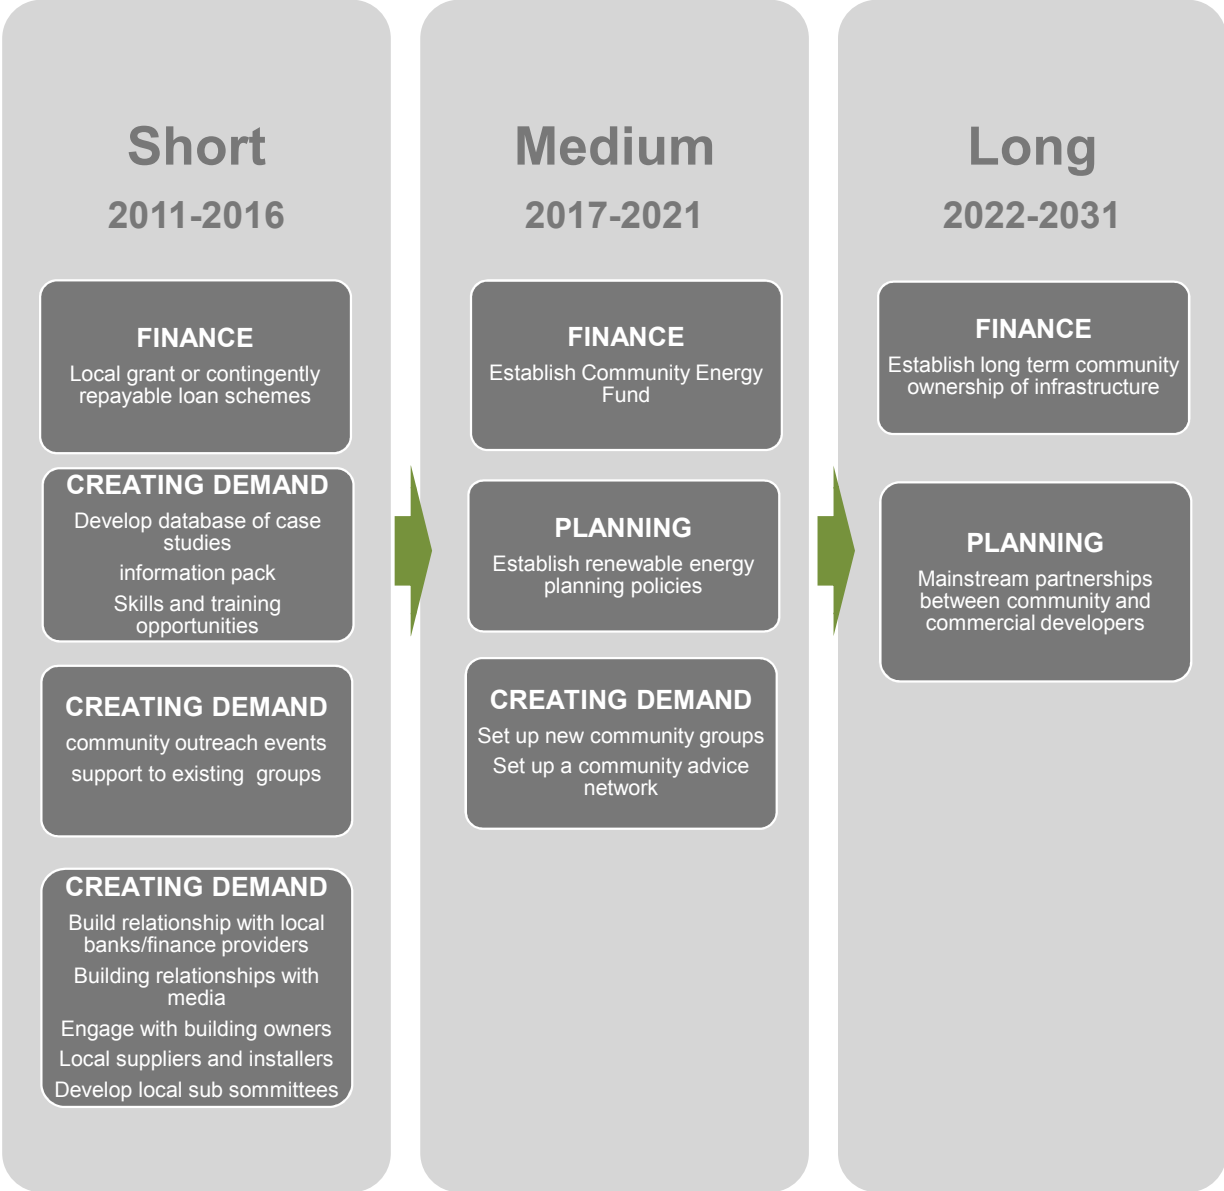 Short
2011-2016
FINANCE
Local grant or contingently
repayable loan schemes
CREATING DEMAND
Develop database of case
studies
information pack
Skills and training
opportunities
CREATING DEMAND
community outreach events
support to existing  groups
CREATING DEMAND
Build relationship with local
banks/finance providers
Building relationships with
media
Engage with building owners
Local suppliers and installers
Develop local sub sommittees
Medium
2017-2021
FINANCE
Establish Community Energy
Fund
PLANNING
Establish renewable energy
planning policies
CREATING DEMAND
Set up new community groups
Set up a community advice
network
Long
2022-2031
FINANCE
Establish long term community
ownership of infrastructure
PLANNING
Mainstream partnerships
between community and
commercial developers